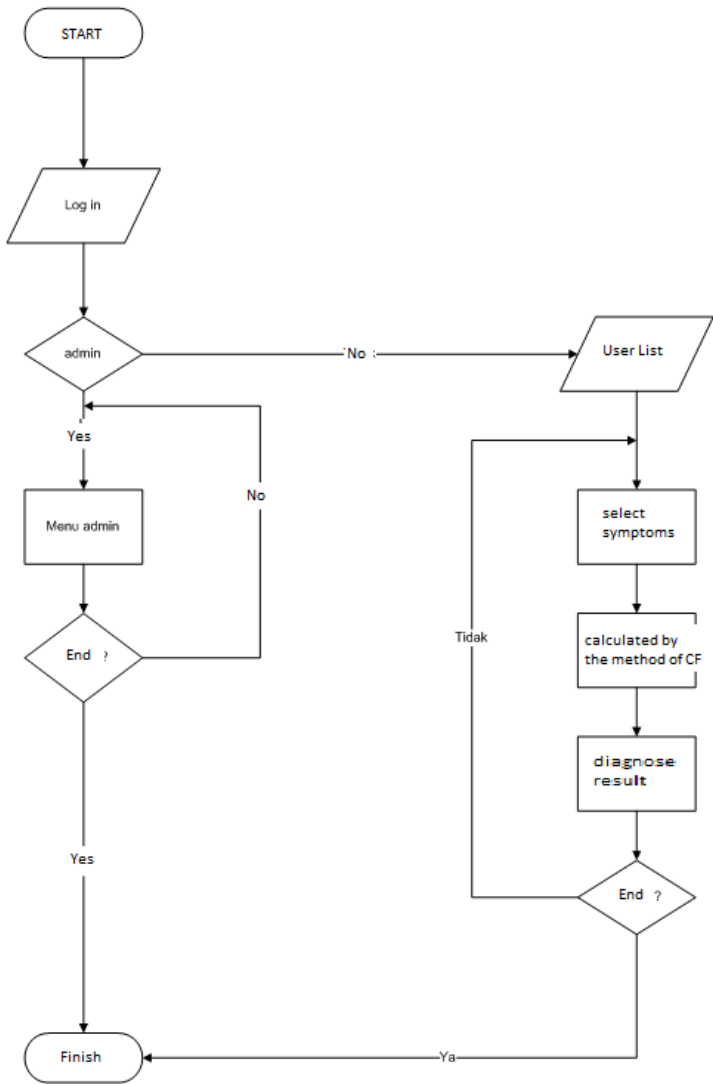 START
Log in
admin
No :
User List
Yes
No
Menu admin
select
symptoms
Tidak
End ?
calculated by
the method of CF
diagnose
result
Yes
End ?
Finish
Ya